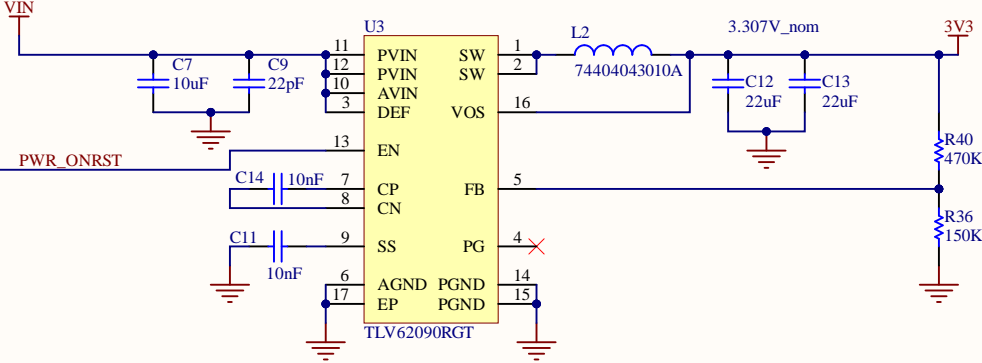 VIN
U3
L2
3.307V_nom
3V3
C7
10uF
C9
22pF
11 PVIN SW 1
12 PVIN SW 2
10 AVIN
3 DEF VOS 16
74404043010A
C12
22uF
C13
22uF
13 EN
PWR_ONRST
R40
470K
C14 10nF
7 CP FB 5
8 CN
R36
150K
C11
10nF
9 SS PG 4
6 AGND PGND 14
17 EP PGND 15
TLV62090RGT